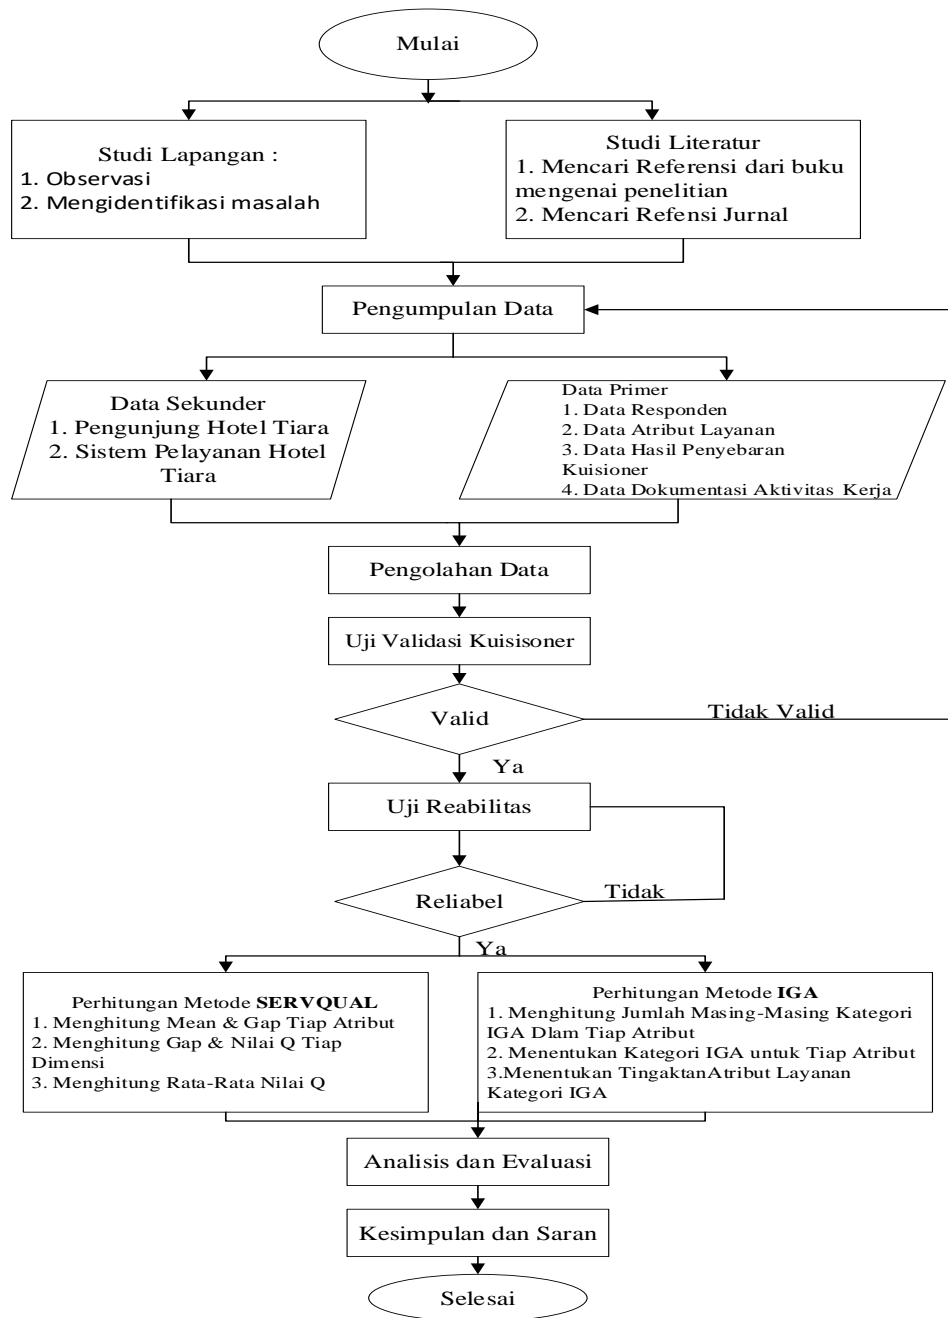 Mulai
Studi Lapangan :
1. Observasi
2. Mengidentifikasi masalah
Studi Literatur
1. Mencari Referensi dari buku
mengenai penelitian
2. Mencari Refensi Jurnal
Pengumpulan Data
Data Sekunder
1. Pengunjung Hotel Tiara
2. Sistem Pelayanan Hotel
Tiara
Data Primer
1. Data Responden
2. Data Atribut Layanan
3. Data Hasil Penyebaran
Kuisioner
4. Data Dokumentasi Aktivitas Kerja
Pengolahan Data
Uji Validasi Kuisisoner
Valid
Tidak Valid
Ya
Uji Reabilitas
Reliabel
Tidak
Ya
Perhitungan Metode SERVQUAL
1. Menghitung Mean & Gap Tiap Atribut
2. Menghitung Gap & Nilai Q Tiap
Dimensi
3. Menghitung Rata-Rata Nilai Q
Perhitungan Metode IGA
1. Menghitung Jumlah Masing-Masing Kategori
IGA Dlam Tiap Atribut
2. Menentukan Kategori IGA untuk Tiap Atribut
3.Menentukan TingaktanAtribut Layanan
Kategori IGA
Analisis dan Evaluasi
Kesimpulan dan Saran
Selesai